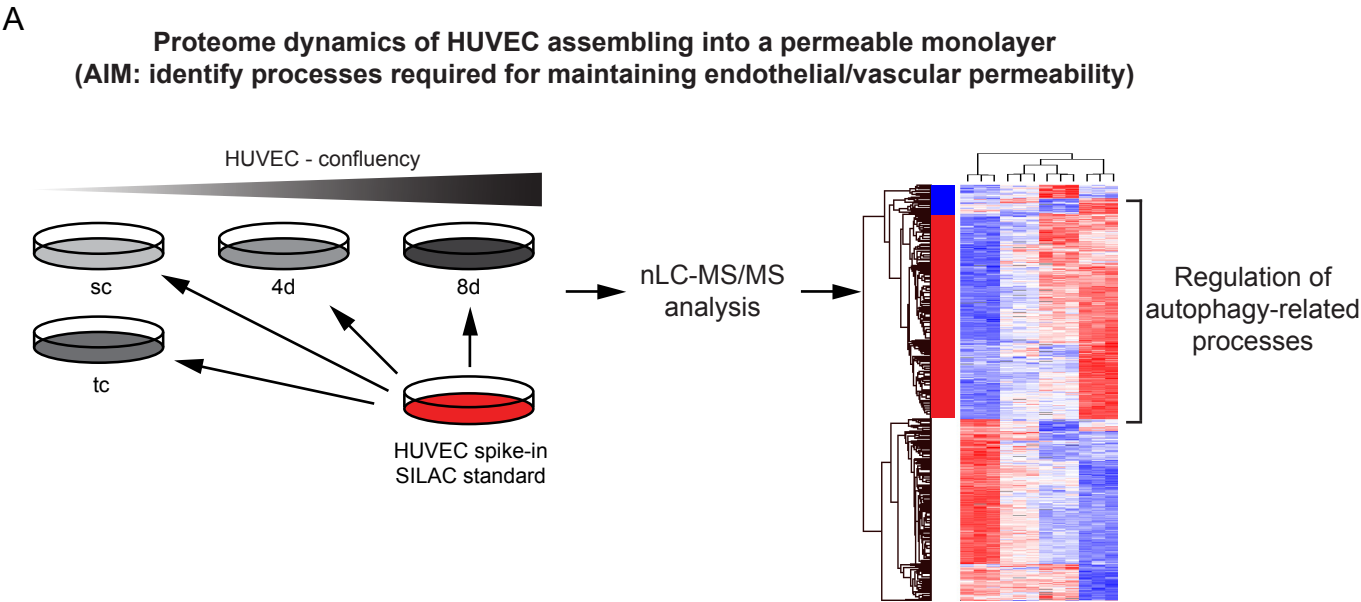 A
Proteome dynamics of HUVEC assembling into a permeable monolayer
(AIM: identify processes required for maintaining endothelial/vascular permeability)
HUVEC - confluency
sc
4d
8d
tc
HUVEC spike-in
SILAC standard
nLC-MS/MS
analysis
Regulation of
autophagy-related
processes